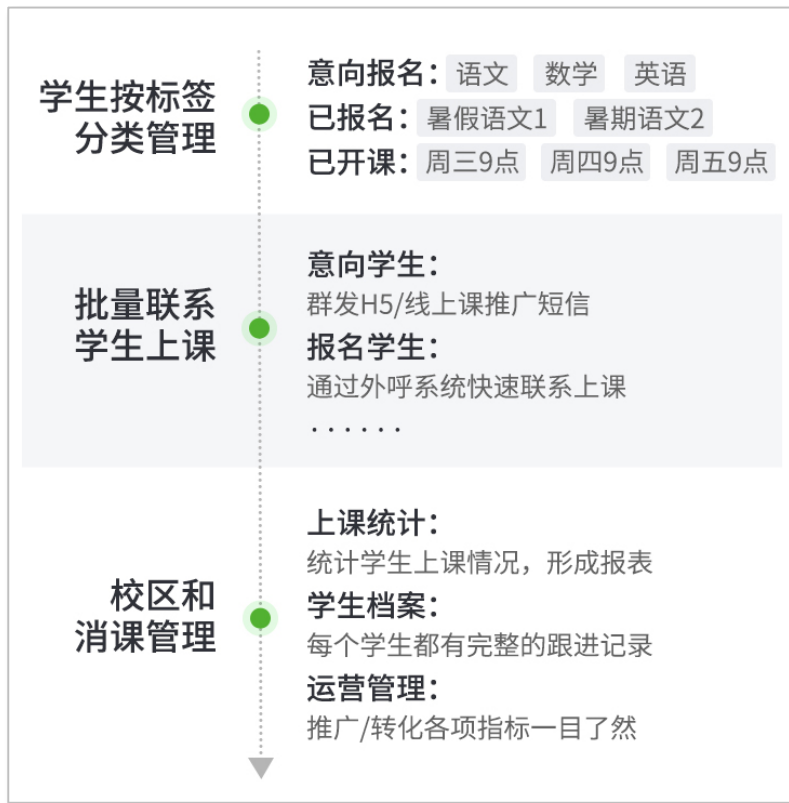 学生按标签
分类管理
意向报名： 语文 数学 英语
已报名： 暑假语文1 暑期语文2
已开课： 周三9点 周四9点 周五9点
批量联系
学生上课
意向学生：
群发H5/线上课推广短信
报名学生：
通过外呼系统快速联系上课
······
校区和
消课管理
上课统计：
统计学生上课情况，形成报表
学生档案：
每个学生都有完整的跟进记录
运营管理：
推广/转化各项指标一目了然